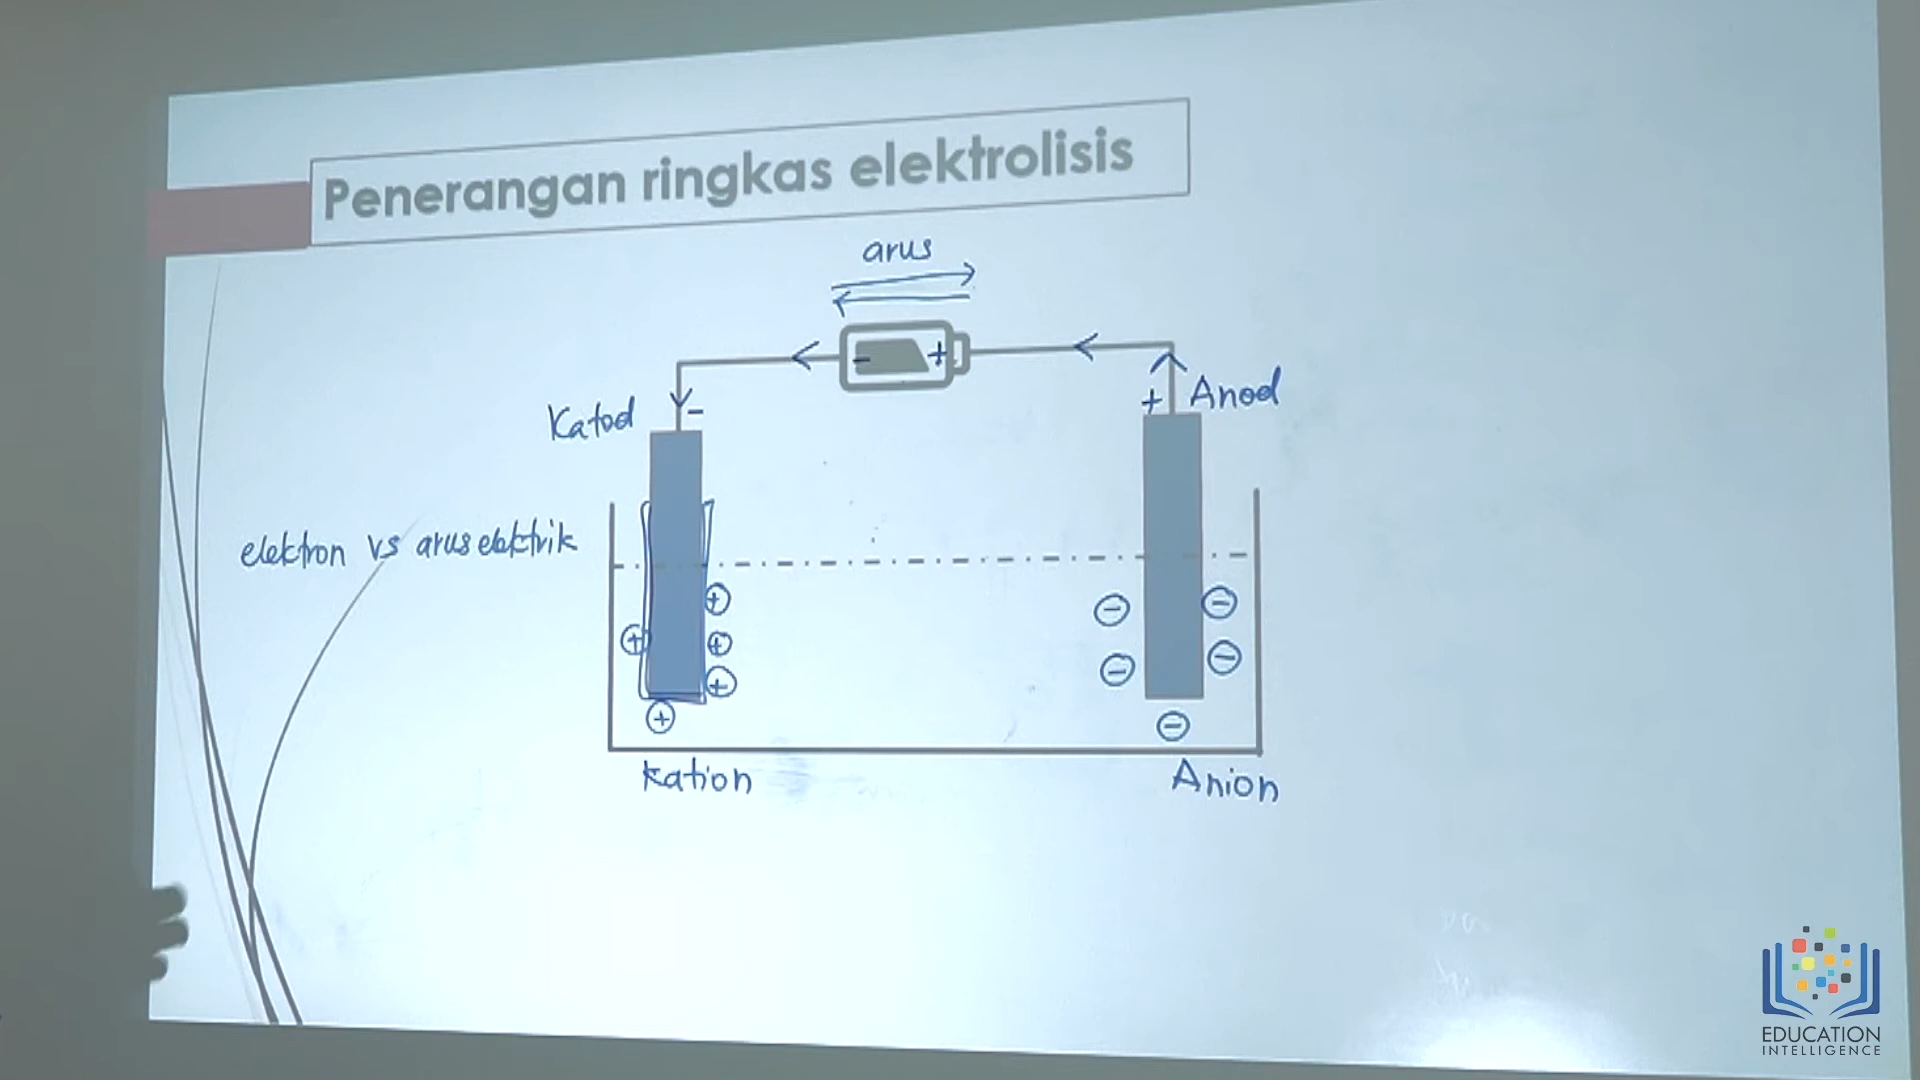 Penerangan ringkas elektrolisis
arus
- +
Katod - + Anod
elektron vs arus elektrik
+ + + + +
- - - - -
kation Anion
EDUCATION
INTELLIGENCE